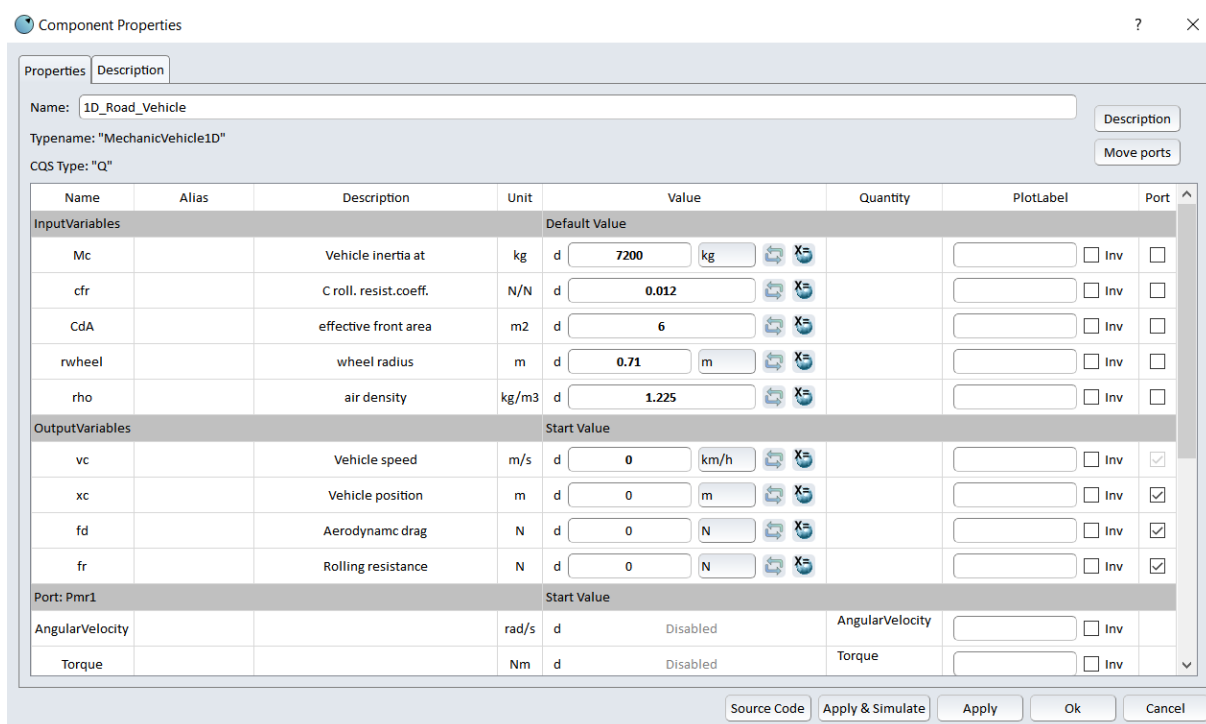 Component Properties ? ×
Properties Description
Name: 1D_Road_Vehicle
Description
Typename: "MechanicVehicle1D"
Move ports
CQS Type: "Q"
Name Alias Description Unit Value Quantity PlotLabel Port
InputVariables Default Value
Mc Vehicle inertia at kg d 7200 kg X= Inv
cfr C roll. resist.coeff. N/N d 0.012 X= Inv
CdA effective front area m2 d 6 X= Inv
rwheel wheel radius m d 0.71 m X= Inv
rho air density kg/m3 d 1.225 X= Inv
OutputVariables Start Value
vc Vehicle speed m/s d 0 km/h X= Inv
xc Vehicle position m d 0 m X= Inv
fd Aerodynamc drag N d 0 N X= Inv
fr Rolling resistance N d 0 N X= Inv
Port: Pmr1 Start Value
AngularVelocity rad/s d Disabled AngularVelocity Inv
Torque Nm d Disabled Torque Inv
Source Code Apply & Simulate Apply Ok Cancel